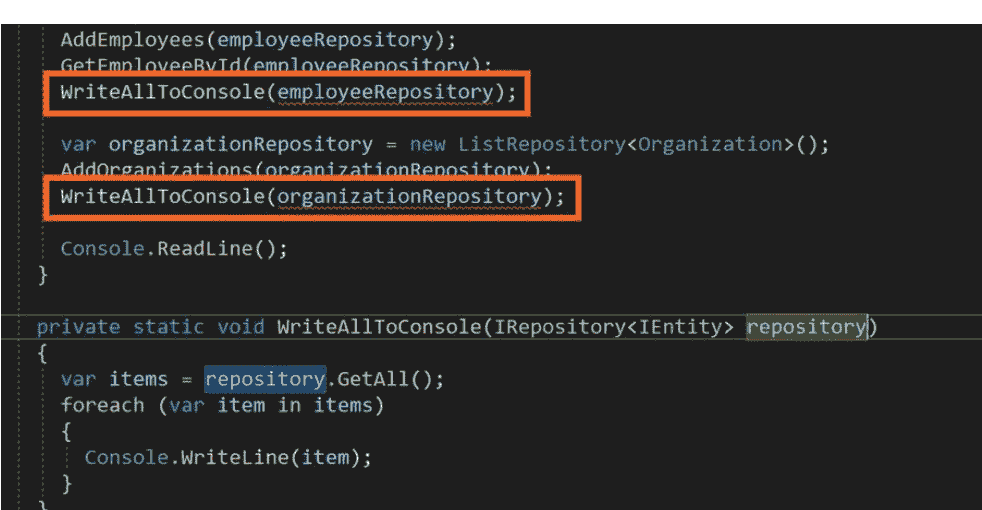 AddEmployees(employeeRepository);
GetEmployeeById(employeeRepository);
WriteAllToConsole(employeeRepository);
var organizationRepository = new ListRepository<Organization>();
AddOrganizations(organizationRepository);
WriteAllToConsole(organizationRepository);
Console.ReadLine();
}
private static void WriteAllToConsole(IRepository<IEntity> repository)
{
var items = repository.GetAll();
foreach (var item in items)
{
Console.WriteLine(item);
}
}